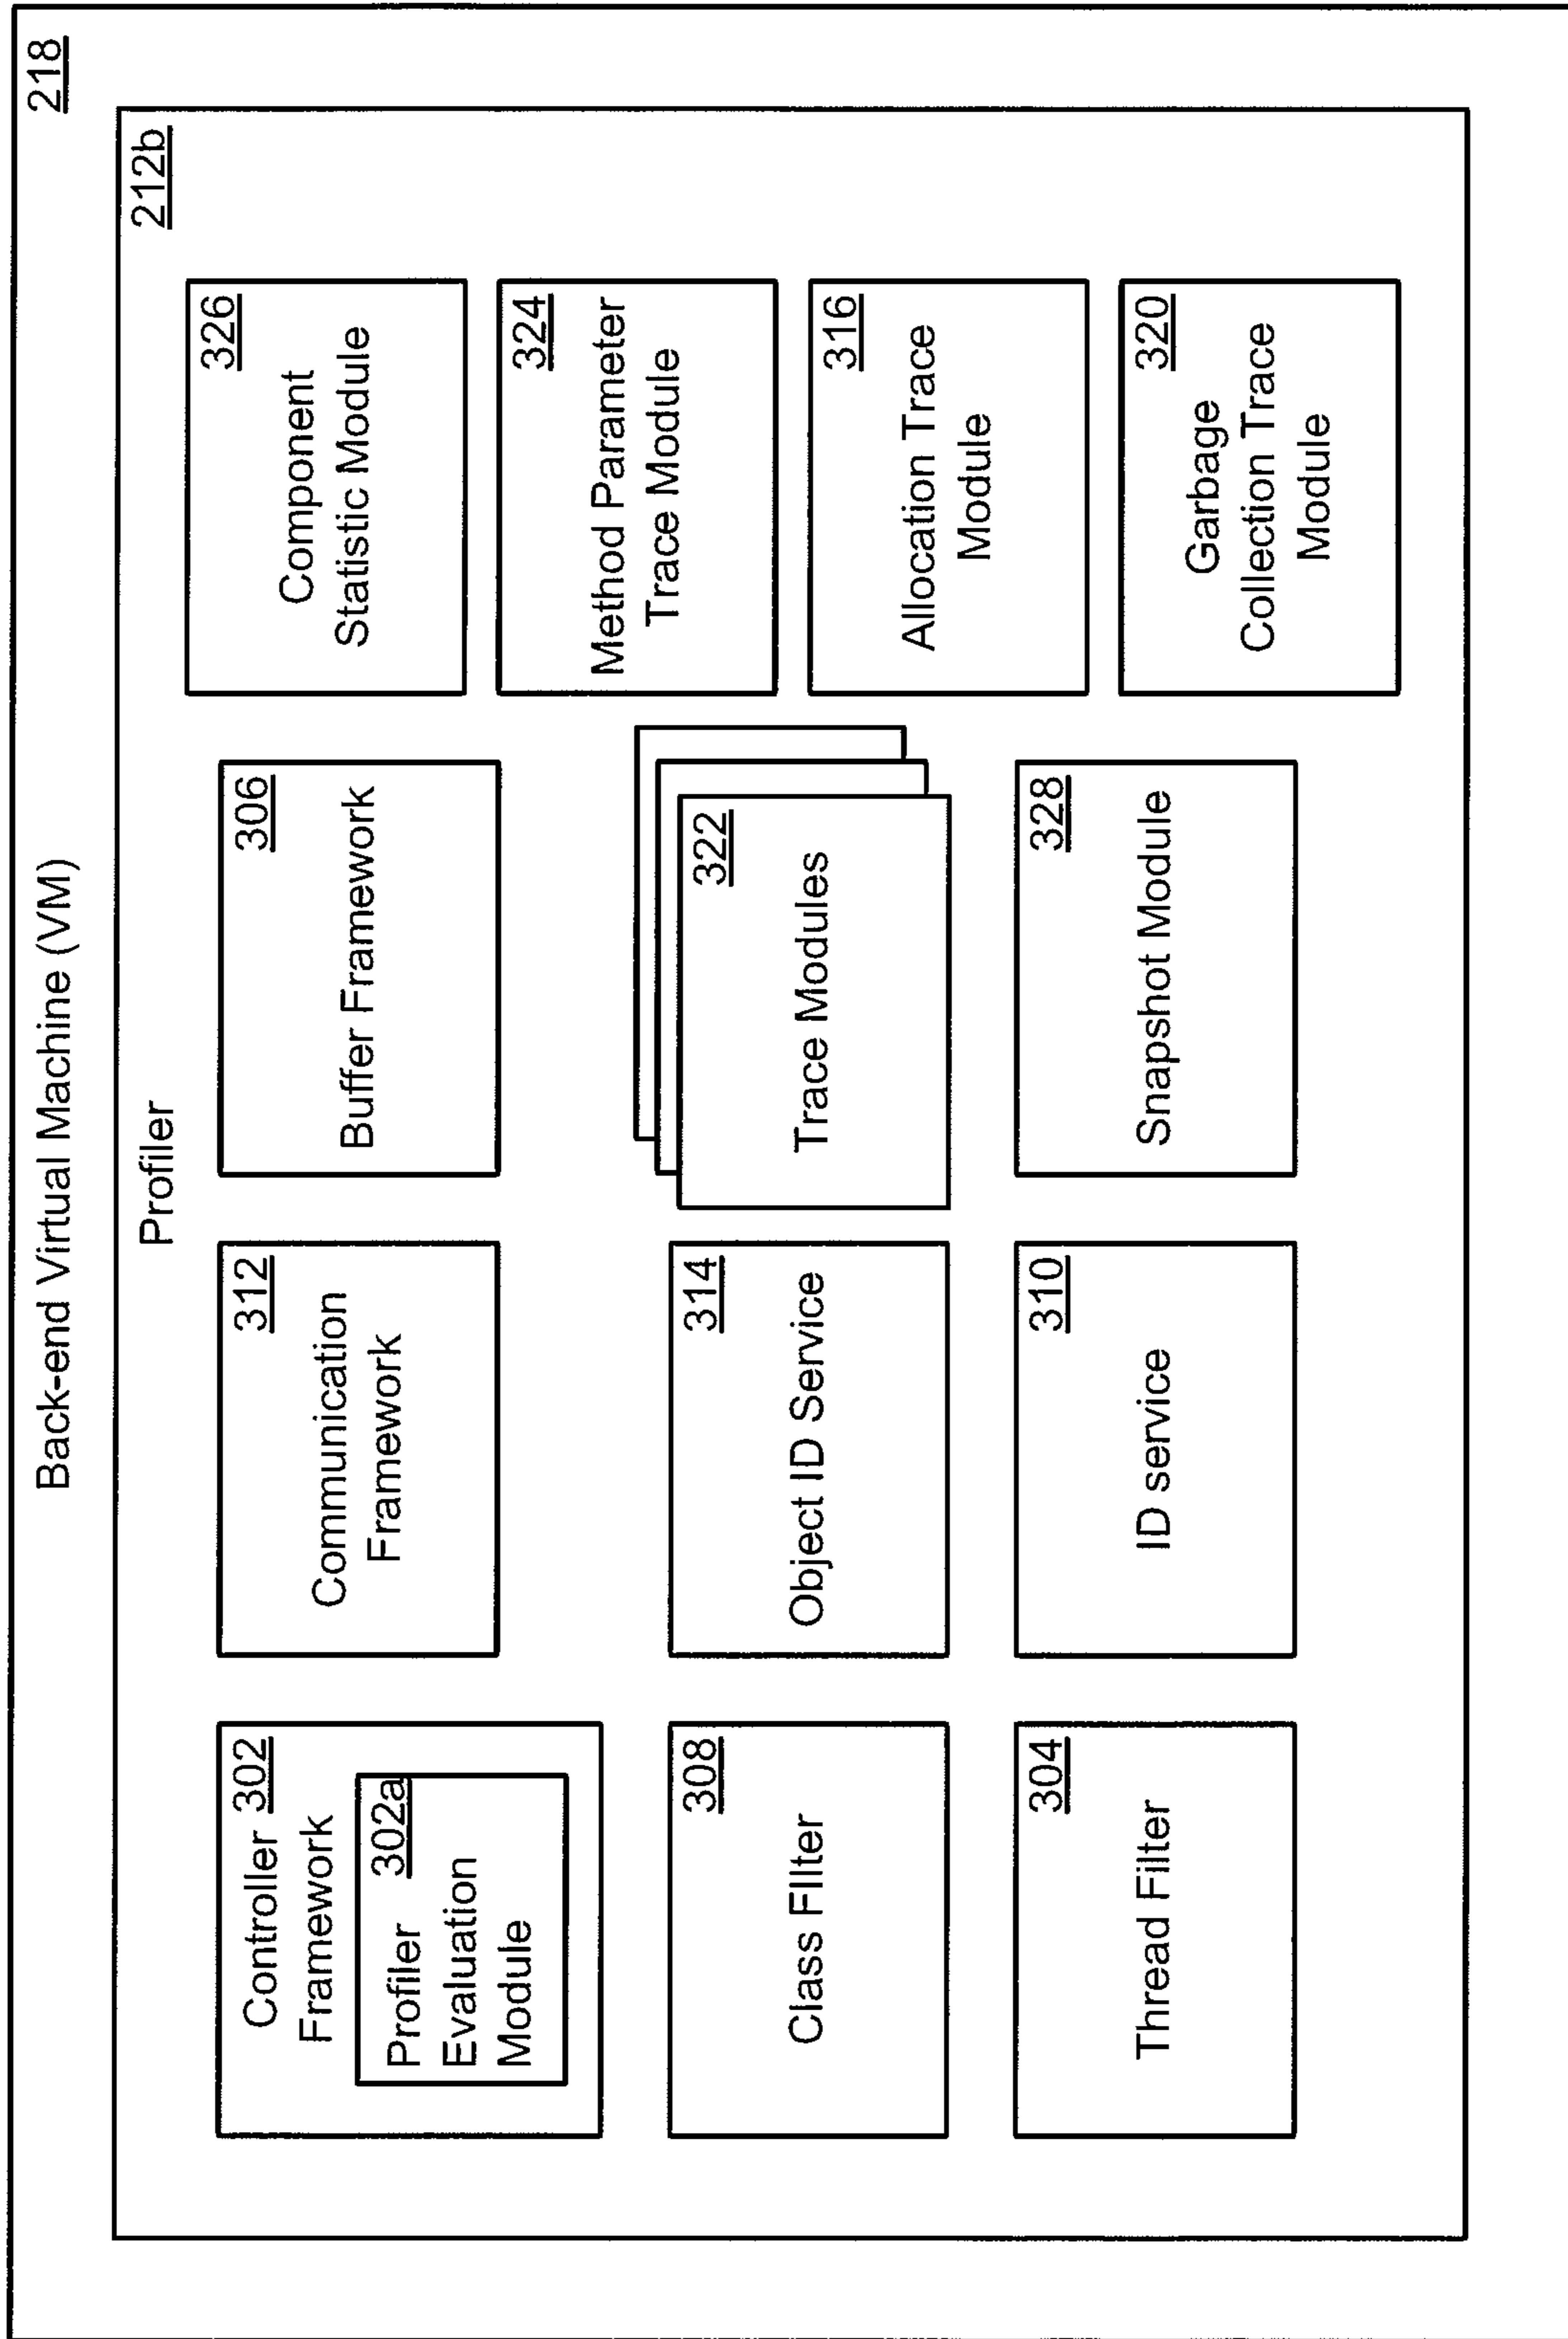 Back-end Virtual Machine (VM)
218
Profiler
212b
Controller 302
Framework
Profiler 302a
Evaluation
Module
312
Communication
Framework
306
Buffer Framework
326
Component
Statistic Module
324
Method Parameter
Trace Module
308
Class FIlter
314
Object ID Service
322
Trace Modules
316
Allocation Trace
Module
304
Thread Filter
310
ID service
328
Snapshot Module
320
Garbage
Collection Trace
Module